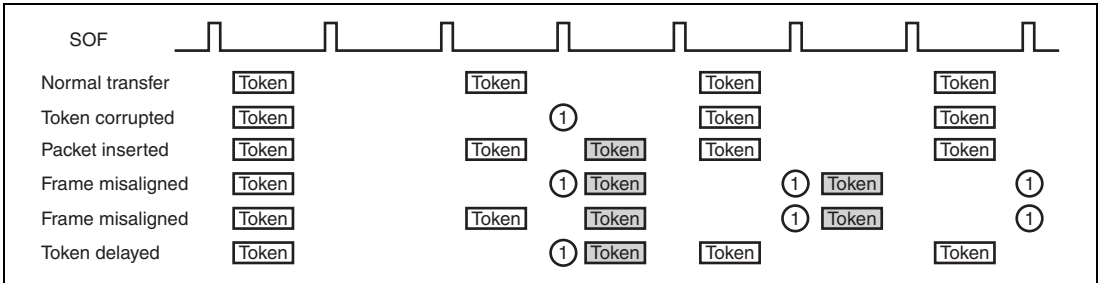 SOF
Normal transfer Token Token Token Token
Token corrupted Token 1 Token Token
Packet inserted Token Token Token Token Token
Frame misaligned Token 1 Token 1 Token 1
Frame misaligned Token Token Token 1 Token 1
Token delayed Token 1 Token Token Token